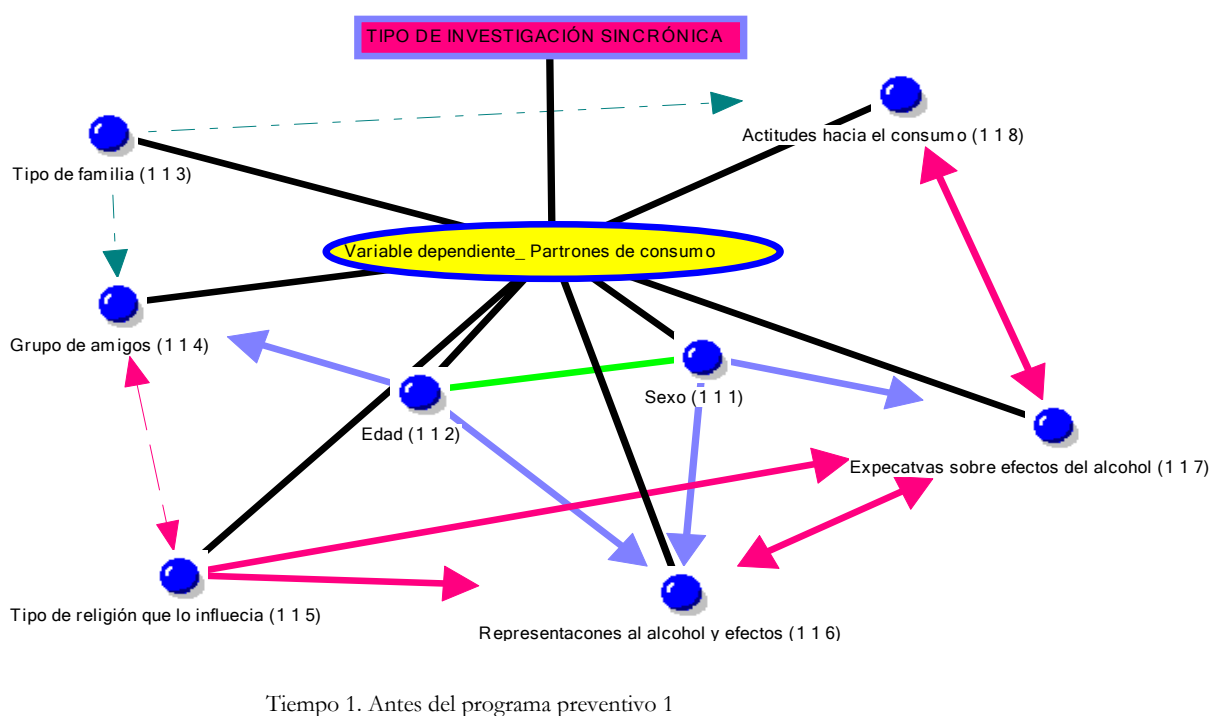 TIPO DE INVESTIGACIÓN SINCRÓNICA
Actitudes hacia el consumo (1 1 8)
Tipo de familia (1 1 3)
Variable dependiente_ Partrones de consumo
Grupo de amigos (1 1 4)
Sexo (1 1 1)
Edad (1 1 2)
Expecatvas sobre efectos del alcohol (1 1 7)
Tipo de religión que lo influecia (1 1 5)
Representacones al alcohol y efectos (1 1 6)
Tiempo 1. Antes del programa preventivo 1